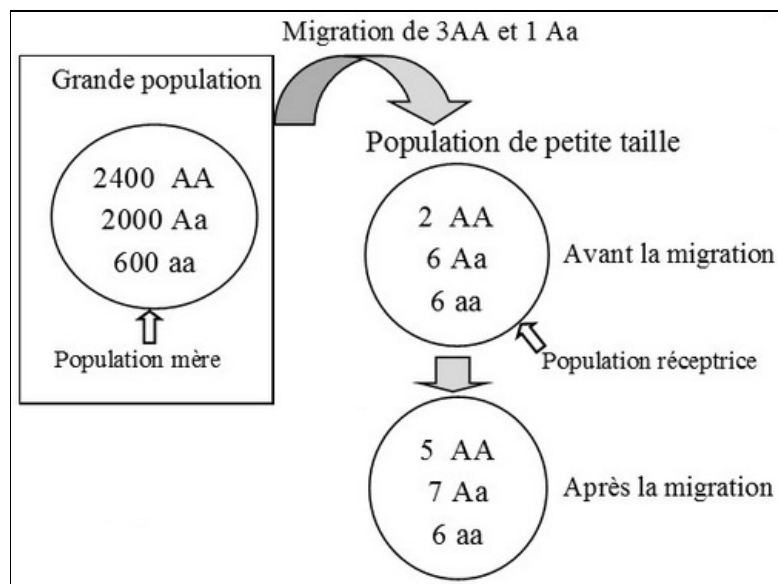 Migration de 3AA et 1 Aa
Grande population
2400 AA
2000 Aa
600 aa
Population mère
Population de petite taille
2 AA
6 Aa
6 aa
Avant la migration
Population réceptrice
5 AA
7 Aa
6 aa
Après la migration